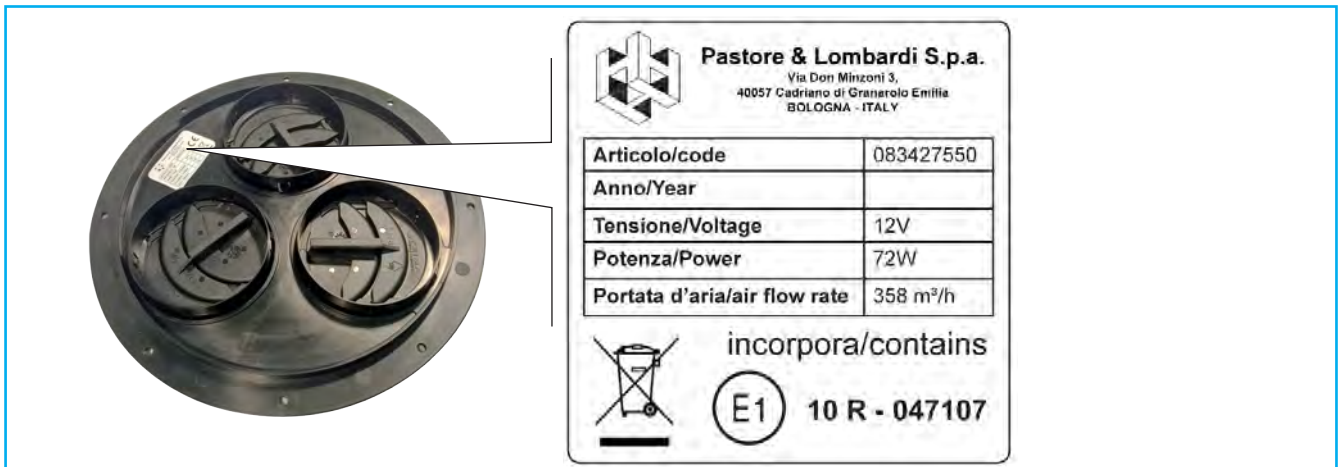 Pastore & Lombardi S.p.a.
Via Don Minzoni 3,
40057 Cadriano di Granarolo Emilia
BOLOGNA - ITALY
Articolo/code 083427550
Anno/Year
Tensione/Voltage 12V
Potenza/Power 72W
Portata d'aria/air flow rate 358 m³/h
incorpora/contains
E1 10 R - 047107